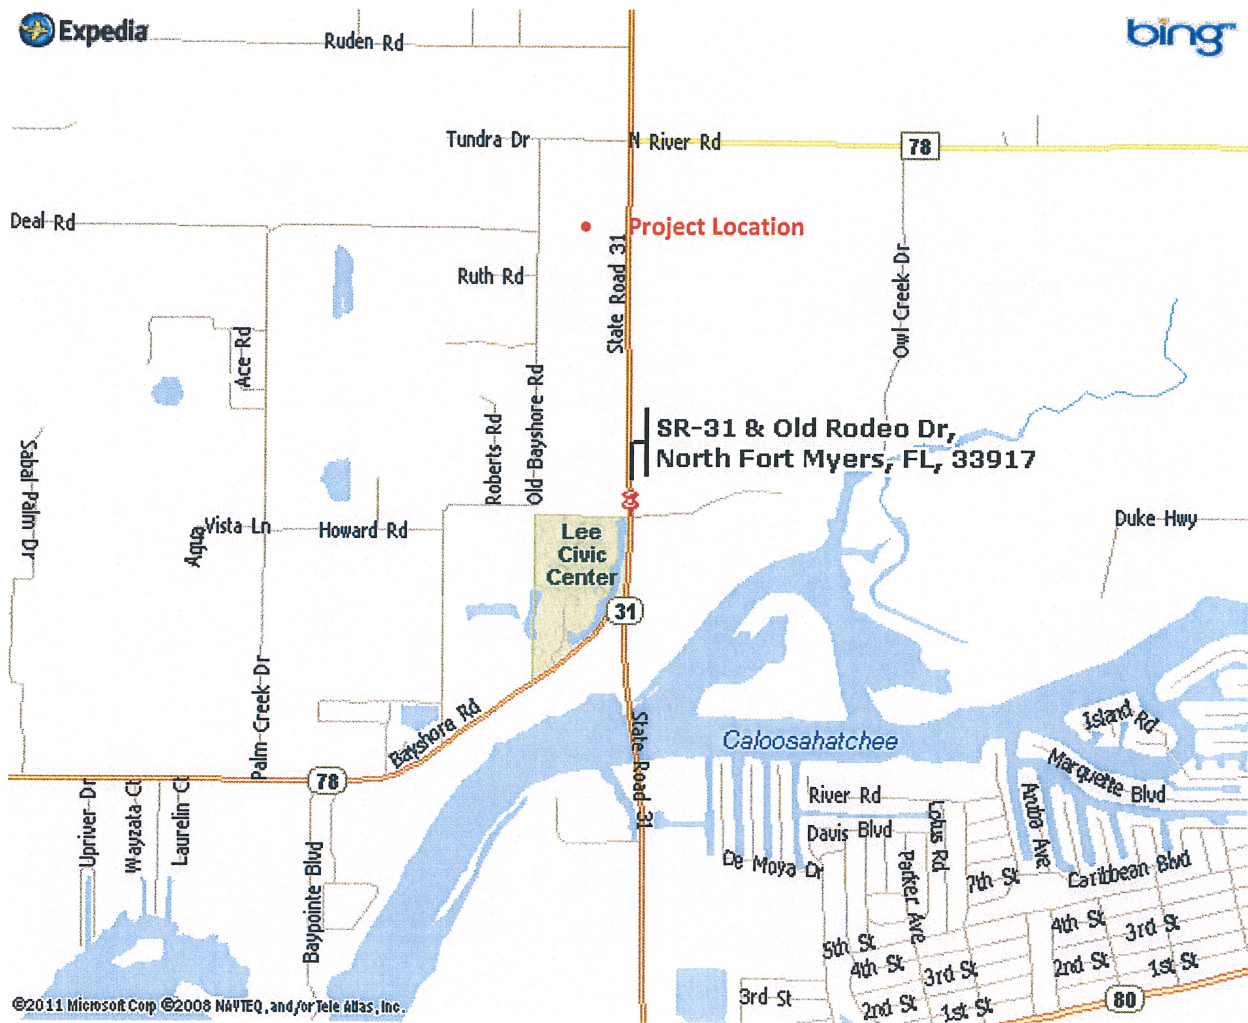 Expedia
bing™
Ruden Rd
Tundra Dr
N River Rd
78
Deal Rd
Project Location
State Road 31
Ruth Rd
Owl Creek Dr
Ace Rd
Roberts Rd
Old Bayshore Rd
SR-31 & Old Rodeo Dr,
North Fort Myers, FL, 33917
Sabal Palm Dr
Aqua
Vista Ln
Howard Rd
Lee
Civic
Center
Duke Hwy
31
Palm Creek Dr
Bayshora Rd
State Road 31
Caloosahatchee
Island Rd
Marquette Blvd
78
Upriver Dr
Wayzata Ct
Laurelin Ct
Baypointe Blvd
River Rd
Davis Blvd
Lotus Rd
Aruba Ave
De Moya Dr
Parker Ave
7th St
Caribbean Blvd
5th St
4th St
3rd St
4th St
3rd St
2nd St
1st St
3rd St
2nd St
1st St
80
©2011 Microsoft Corp ©2008 NAVTEQ, and/or Tele Atlas, Inc.